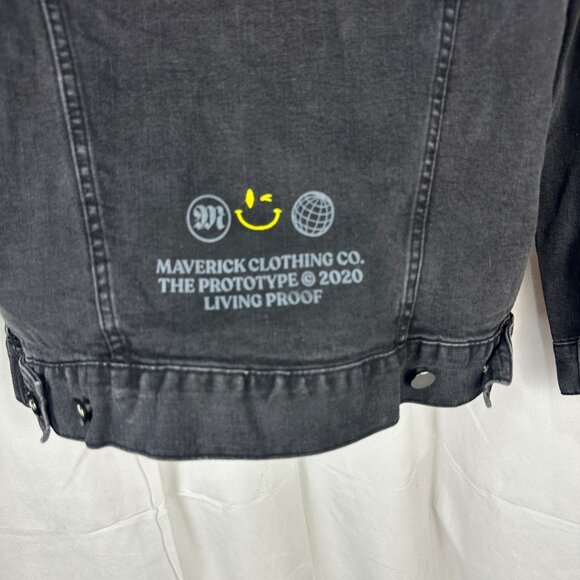 M
MAVERICK CLOTHING CO.
THE PROTOTYPE © 2020
LIVING PROOF